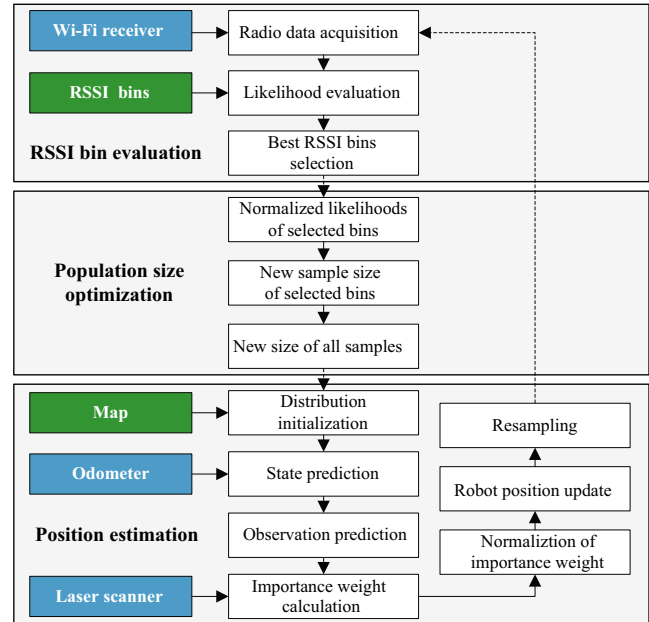 Wi-Fi receiver
Radio data acquisition
RSSI bins
Likelihood evaluation
RSSI bin evaluation
Best RSSI bins
selection
Normalized likelihoods
of selected bins
Population size
optimization
New sample size
of selected bins
New size of all samples
Map
Distribution
initialization
Resampling
Odometer
State prediction
Robot position update
Position estimation
Observation prediction
Normaliztion of
importance weight
Laser scanner
Importance weight
calculation